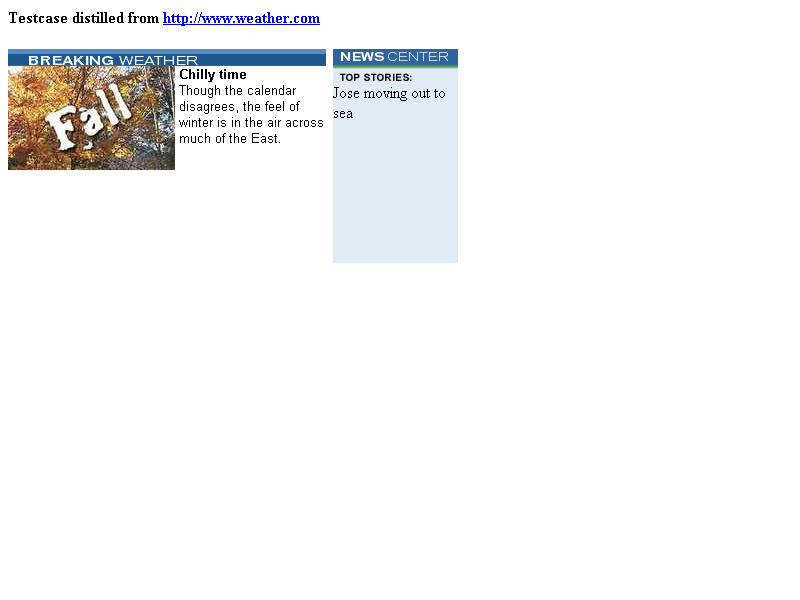 Testcase distilled from http://www.weather.com
BREAKING WEATHER
Fall
Chilly time
Though the calendar
disagrees, the feel of
winter is in the air across
much of the East.
NEWS CENTER
TOP STORIES:
Jose moving out to
sea